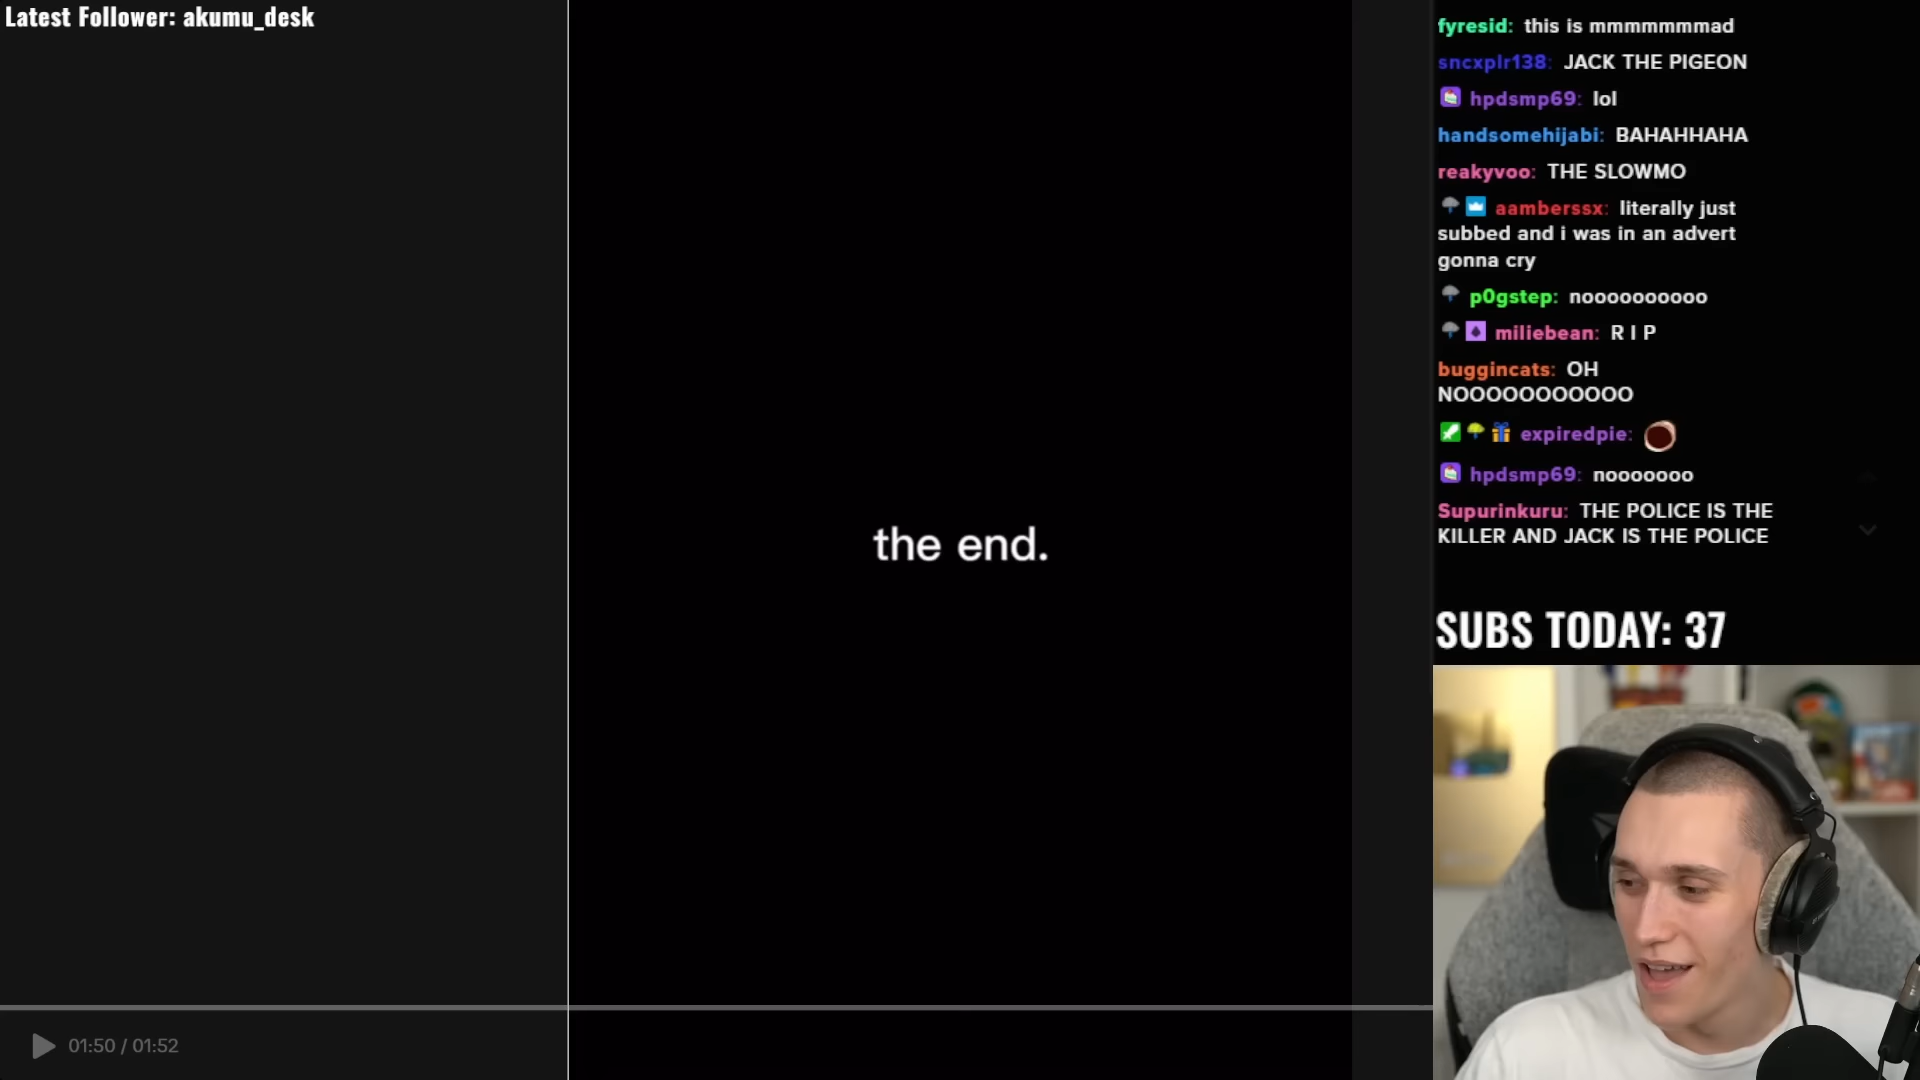 Latest Follower: akumu_desk
the end.
01:50 / 01:52
fyresid: this is mmmmmmmad
sncxplr138: JACK THE PIGEON
hpdsmp69: lol
handsomehijabi: BAHAHHAHA
reakyvoo: THE SLOWMO
aamberssx: literally just
subbed and i was in an advert
gonna cry
p0gstep: noooooooooo
miliebean: R I P
buggincats: OH
NOOOOOOOOOOO
expiredpie:
hpdsmp69: nooooooo
Supurinkuru: THE POLICE IS THE
KILLER AND JACK IS THE POLICE
SUBS TODAY: 37